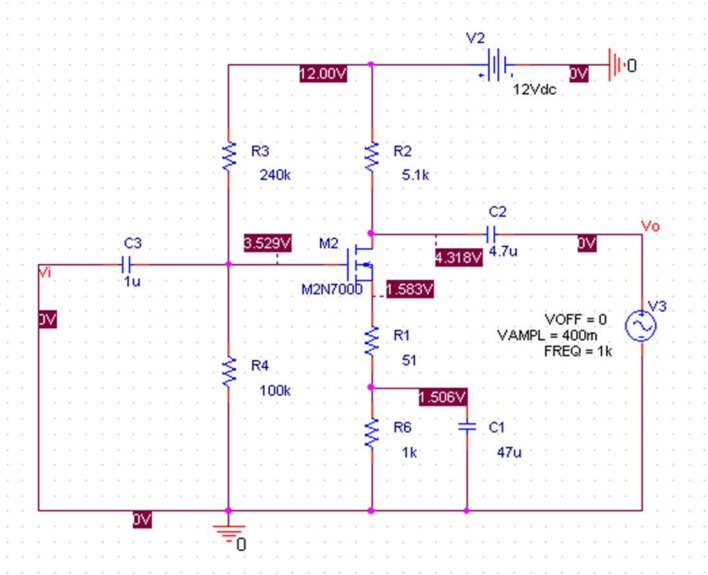 V2
12.00V
0V
0
12Vdc
R3
240k
R2
5.1k
C2
4.7u
Vo
C3
1u
3.529V
M2
M2N7000
4.318V
0V
Vi
1.583V
V3
0V
VOFF = 0
VAMPL = 400m
FREQ = 1k
R1
51
R4
100k
1.506V
R6
1k
C1
47u
0V
0